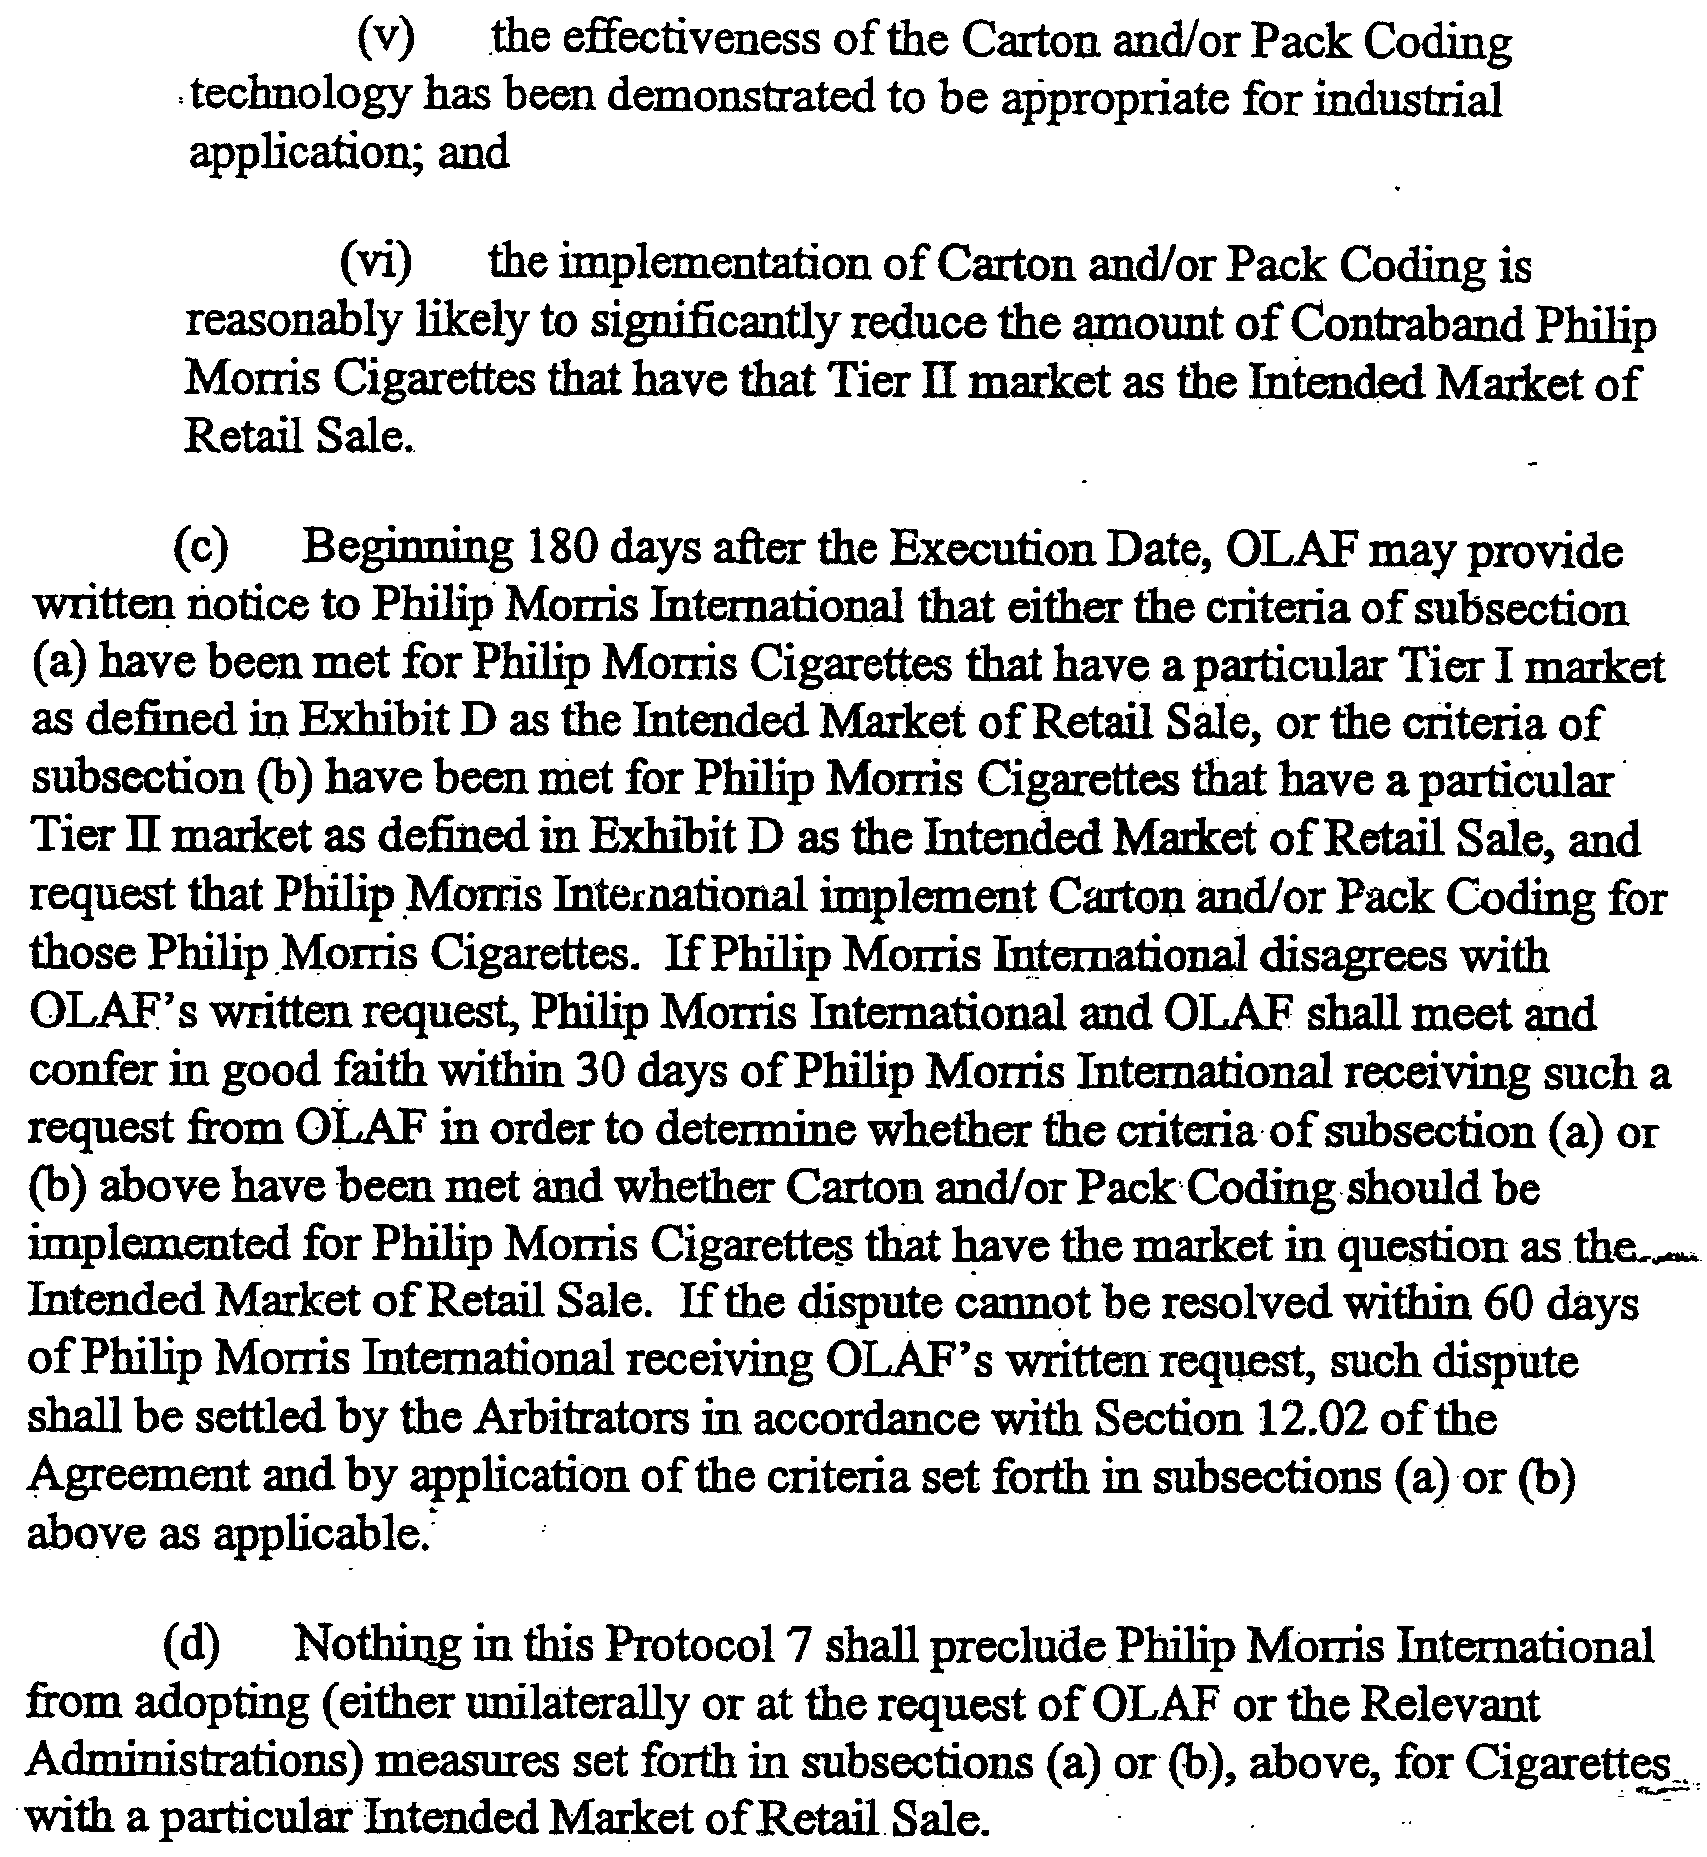 (v) the effectiveness of the Carton and/or Pack Coding
technology has been demonstrated to be appropriate for industrial
application; and
(vi) the implementation of Carton and/or Pack Coding is
reasonably likely to significantly reduce the amount of Contraband Philip
Morris Cigarettes that have that Tier II market as the Intended Market of
Retail Sale.
(c) Beginning 180 days after the Execution Date, OLAF may provide
written notice to Philip Morris International that either the criteria of subsection
(a) have been met for Philip Morris Cigarettes that have a particular Tier I market
as defined in Exhibit D as the Intended Market of Retail Sale, or the criteria of
subsection (b) have been met for Philip Morris Cigarettes that have a particular
Tier II market as defined in Exhibit D as the Intended Market of Retail Sale, and
request that Philip Morris International implement Carton and/or Pack Coding for
those Philip Morris Cigarettes. If Philip Morris International disagrees with
OLAF's written request, Philip Morris International and OLAF shall meet and
confer in good faith within 30 days of Philip Morris International receiving such a
request from OLAF in order to determine whether the criteria of subsection (a) or
(b) above have been met and whether Carton and/or Pack Coding should be
implemented for Philip Morris Cigarettes that have the market in question as the
Intended Market of Retail Sale. If the dispute cannot be resolved within 60 days
of Philip Morris International receiving OLAF's written request, such dispute
shall be settled by the Arbitrators in accordance with Section 12.02 of the
Agreement and by application of the criteria set forth in subsections (a) or (b)
above as applicable.
(d) Nothing in this Protocol 7 shall preclude Philip Morris International
from adopting (either unilaterally or at the request of OLAF or the Relevant
Administrations) measures set forth in subsections (a) or (b), above, for Cigarettes
with a particular Intended Market of Retail Sale.